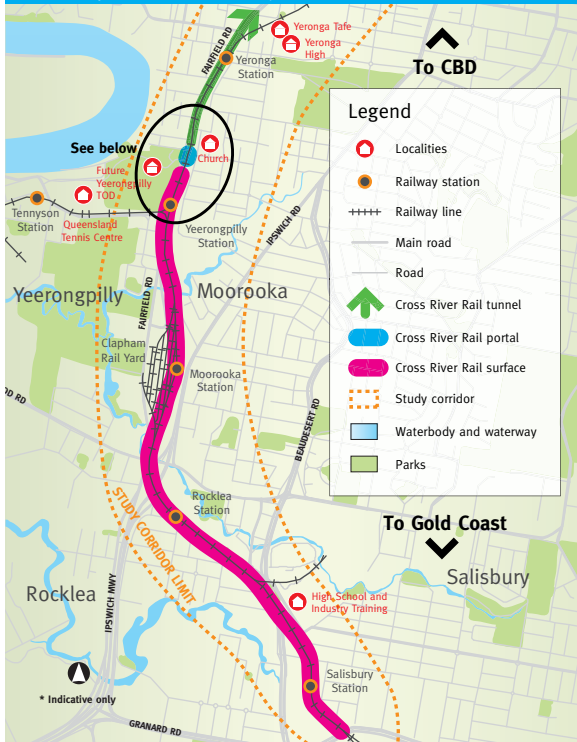 FAIRFIELD RD
Yeronga Tafe
Yeronga
High
Yeronga
Station
To CBD
See below
Church
Future
Yeerongpilly
TOD
Tennyson
Station
Queensland
Tennis Centre
Yeerongpilly
Station
IPSWICH RD
Yeerongpilly
FAIRFIELD RD
Moorooka
Clapham
Rail Yard
Moorooka
Station
OD RD
BEAUDESERT RD
Rocklea
Station
STUDY CORRIDOR LIMIT
To Gold Coast
Salisbury
Rocklea
IPSWICH MWY
High School and
Industry Training
Salisbury
Station
* Indicative only
GRANARD RD
Legend
Localities
Railway station
Railway line
Main road
Road
Cross River Rail tunnel
Cross River Rail portal
Cross River Rail surface
Study corridor
Waterbody and waterway
Parks